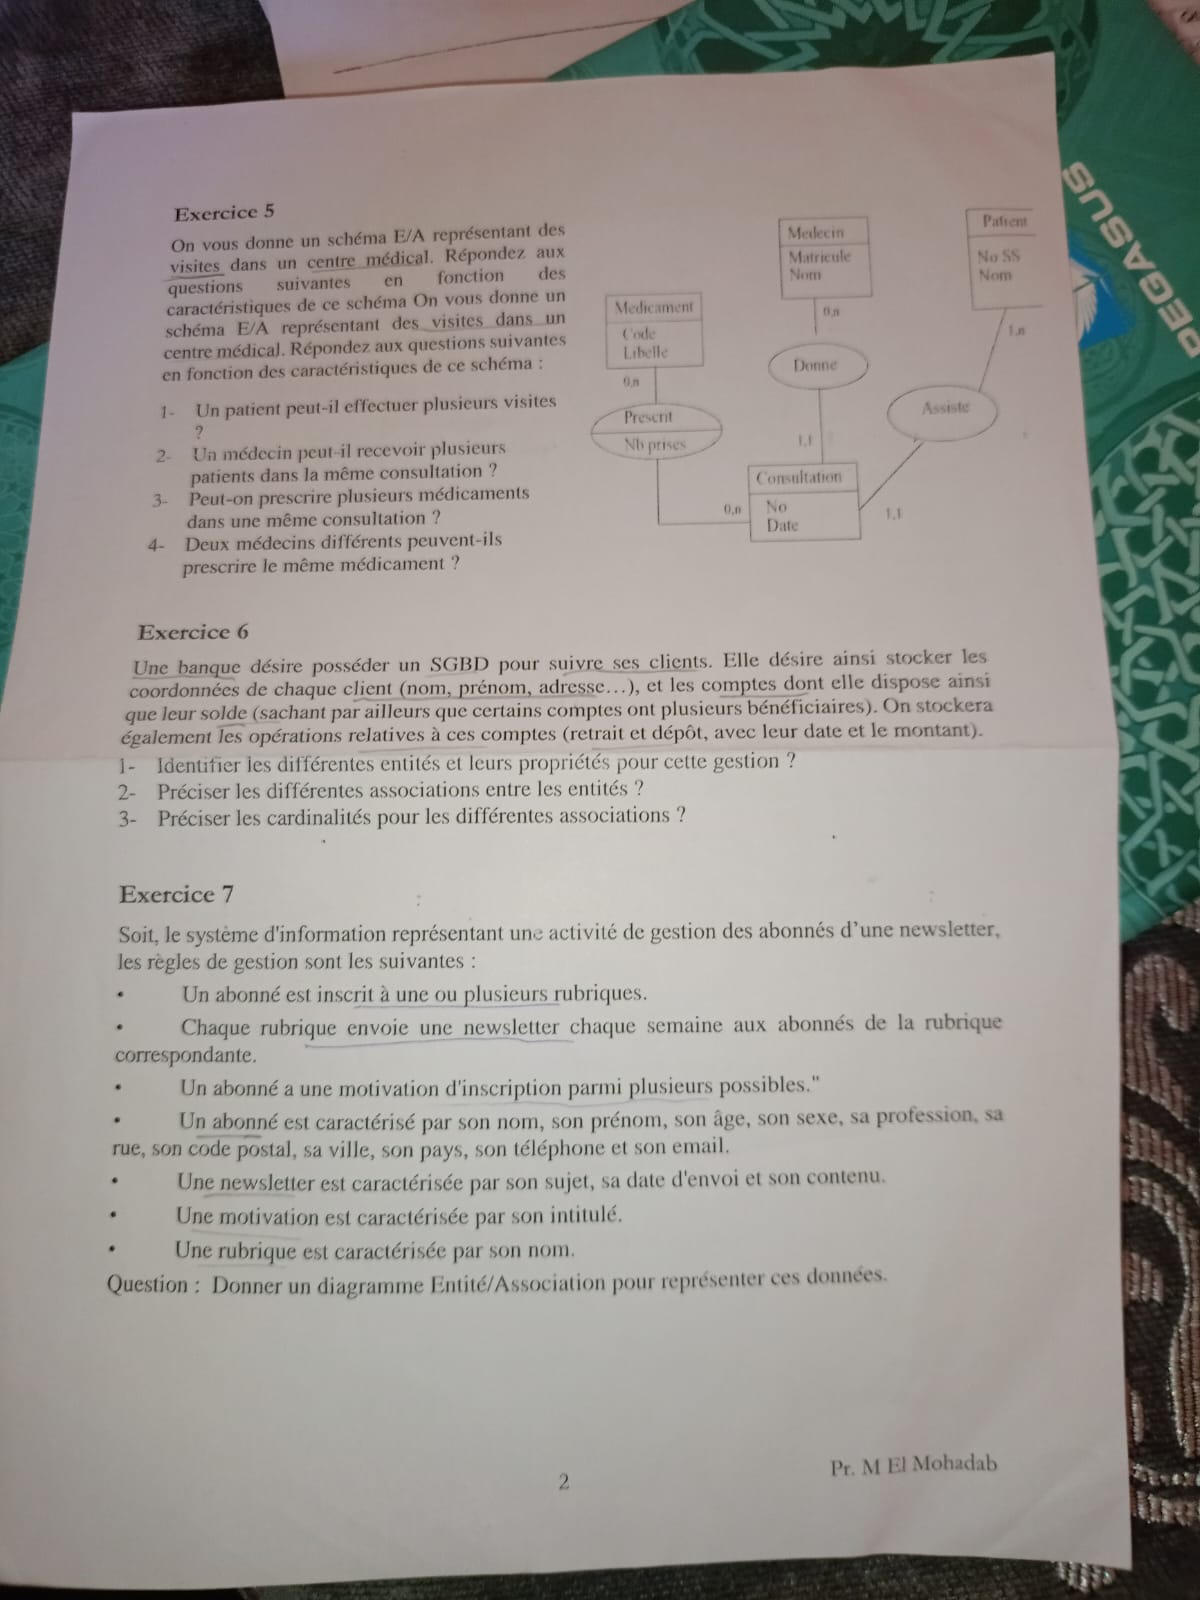 PEGASUS
Exercice 5
On vous donne un schéma E/A représentant des
visites dans un centre médical. Répondez aux
questions suivantes en fonction des
caractéristiques de ce schéma On vous donne un
schéma E/A représentant des visites dans un
centre médical. Répondez aux questions suivantes
en fonction des caractéristiques de ce schéma :
1- Un patient peut-il effectuer plusieurs visites
?
2- Un médecin peut-il recevoir plusieurs
patients dans la même consultation ?
3- Peut-on prescrire plusieurs médicaments
dans une même consultation ?
4- Deux médecins différents peuvent-ils
prescrire le même médicament ?
Medicament
Code
Libelle
0,n
Prescrit
Nb prises
0,n
Medecin
Matricule
Nom
0,n
Donne
1,1
Consultation
No
Date
Patient
No SS
Nom
1,n
Assiste
1,1
Exercice 6
Une banque désire posséder un SGBD pour suivre ses clients. Elle désire ainsi stocker les
coordonnées de chaque client (nom, prénom, adresse...), et les comptes dont elle dispose ainsi
que leur solde (sachant par ailleurs que certains comptes ont plusieurs bénéficiaires). On stockera
également les opérations relatives à ces comptes (retrait et dépôt, avec leur date et le montant).
1- Identifier les différentes entités et leurs propriétés pour cette gestion ?
2- Préciser les différentes associations entre les entités ?
3- Préciser les cardinalités pour les différentes associations ?
Exercice 7
Soit, le système d'information représentant une activité de gestion des abonnés d'une newsletter,
les règles de gestion sont les suivantes :
• Un abonné est inscrit à une ou plusieurs rubriques.
• Chaque rubrique envoie une newsletter chaque semaine aux abonnés de la rubrique
correspondante.
• Un abonné a une motivation d'inscription parmi plusieurs possibles."
• Un abonné est caractérisé par son nom, son prénom, son âge, son sexe, sa profession, sa
rue, son code postal, sa ville, son pays, son téléphone et son email.
• Une newsletter est caractérisée par son sujet, sa date d'envoi et son contenu.
• Une motivation est caractérisée par son intitulé.
• Une rubrique est caractérisée par son nom.
Question : Donner un diagramme Entité/Association pour représenter ces données.
2
Pr. M El Mohadab